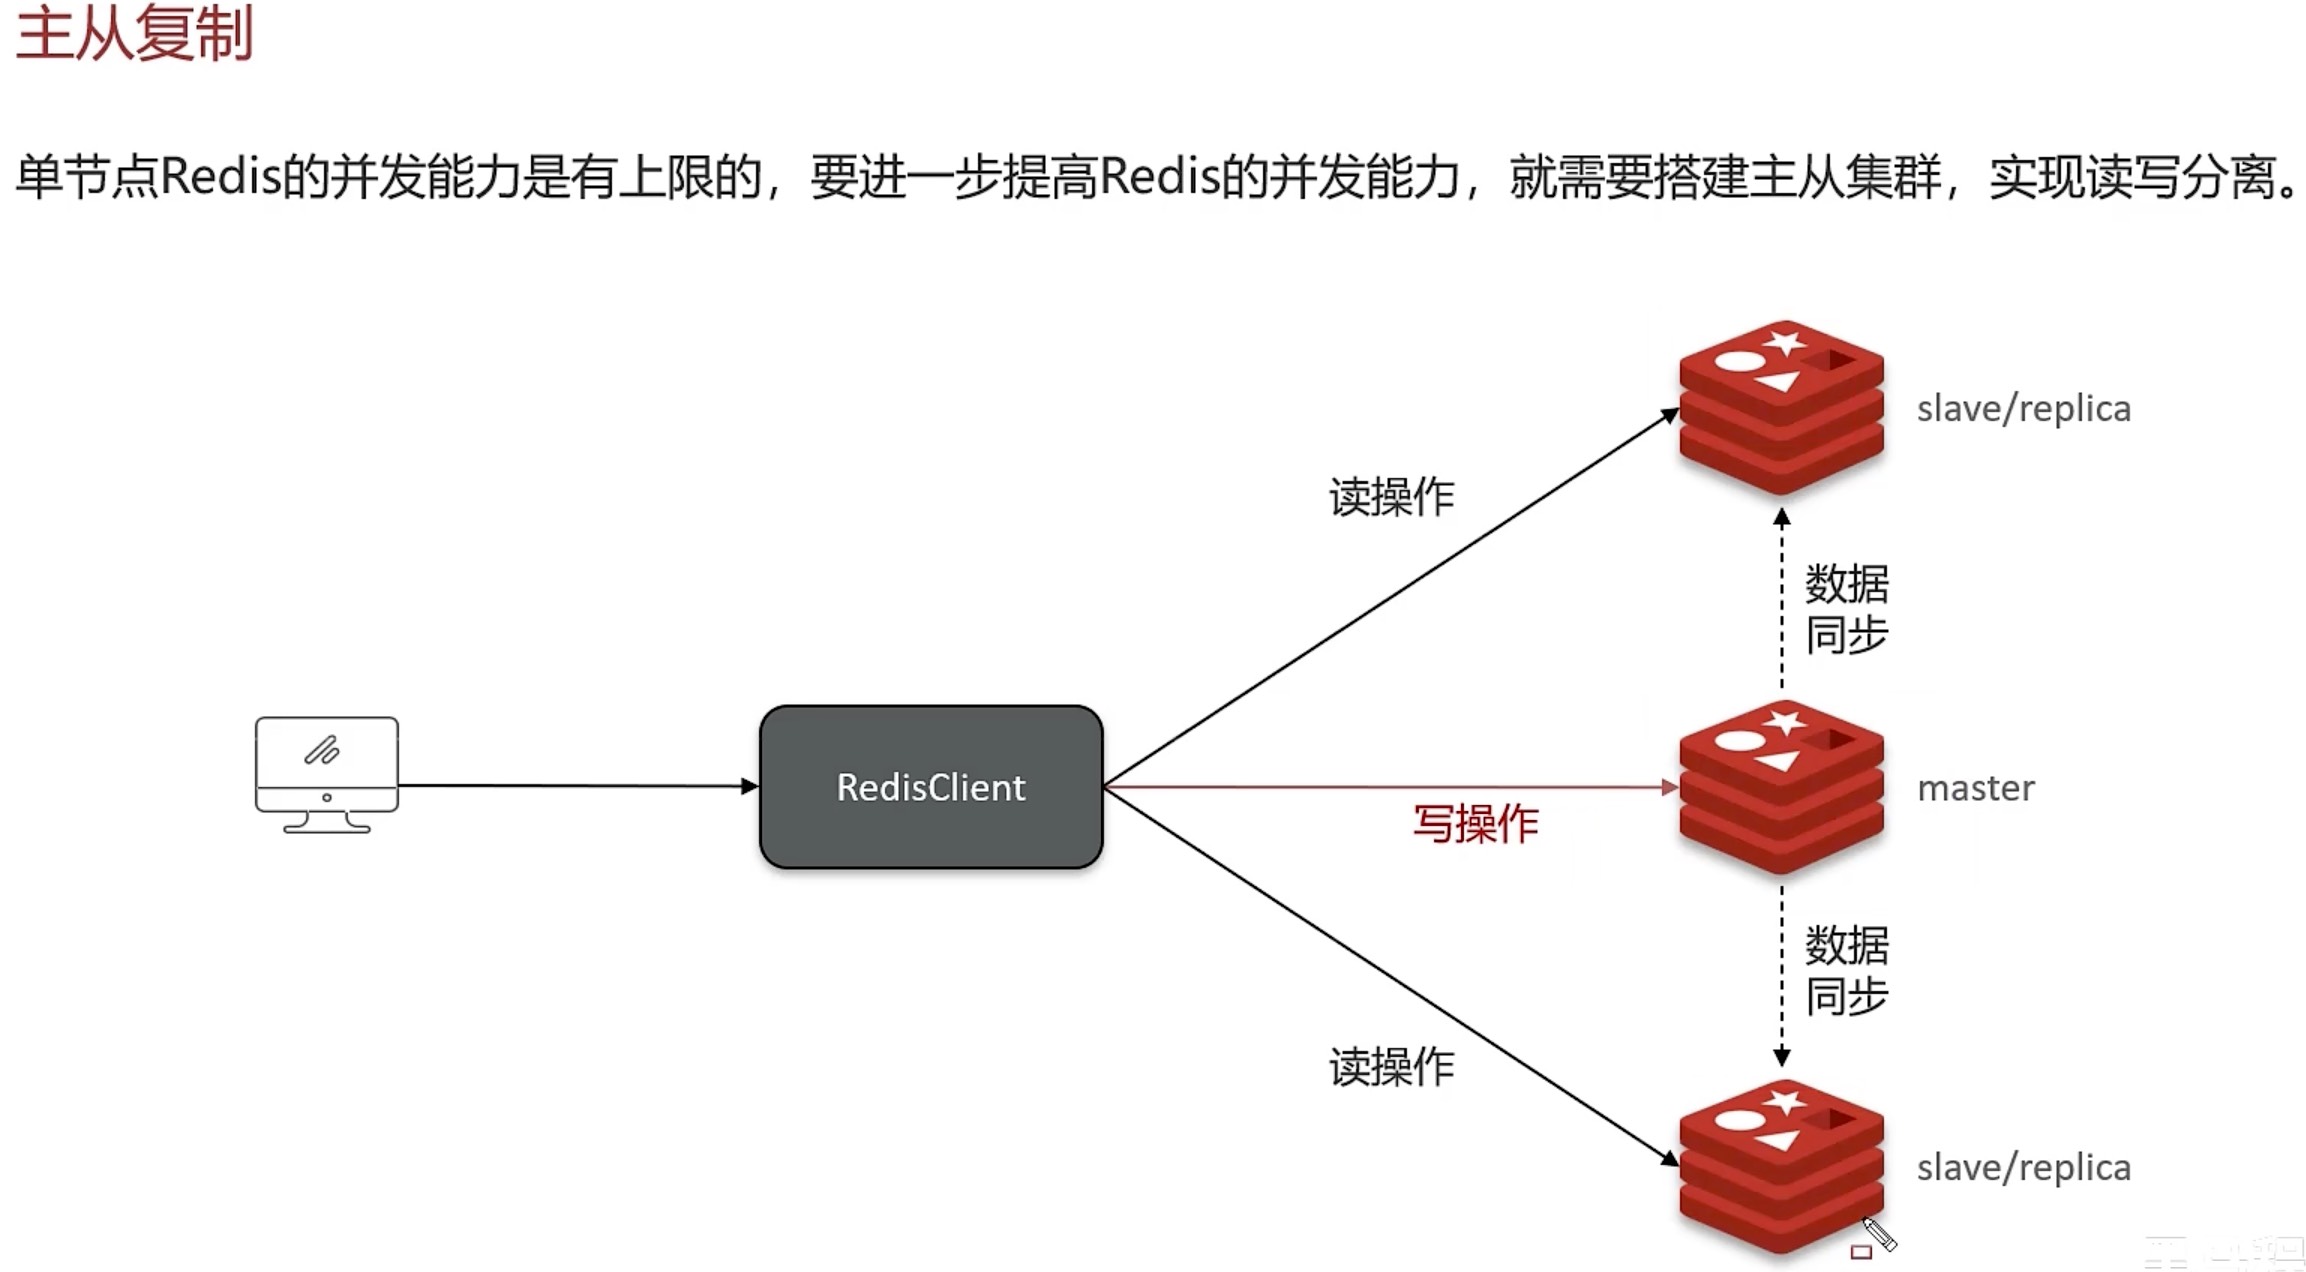 主从复制
单节点Redis的并发能力是有上限的，要进一步提高Redis的并发能力，就需要搭建主从集群，实现读写分离。
slave/replica
读操作
数据
同步
RedisClient
写操作
master
数据
同步
读操作
slave/replica